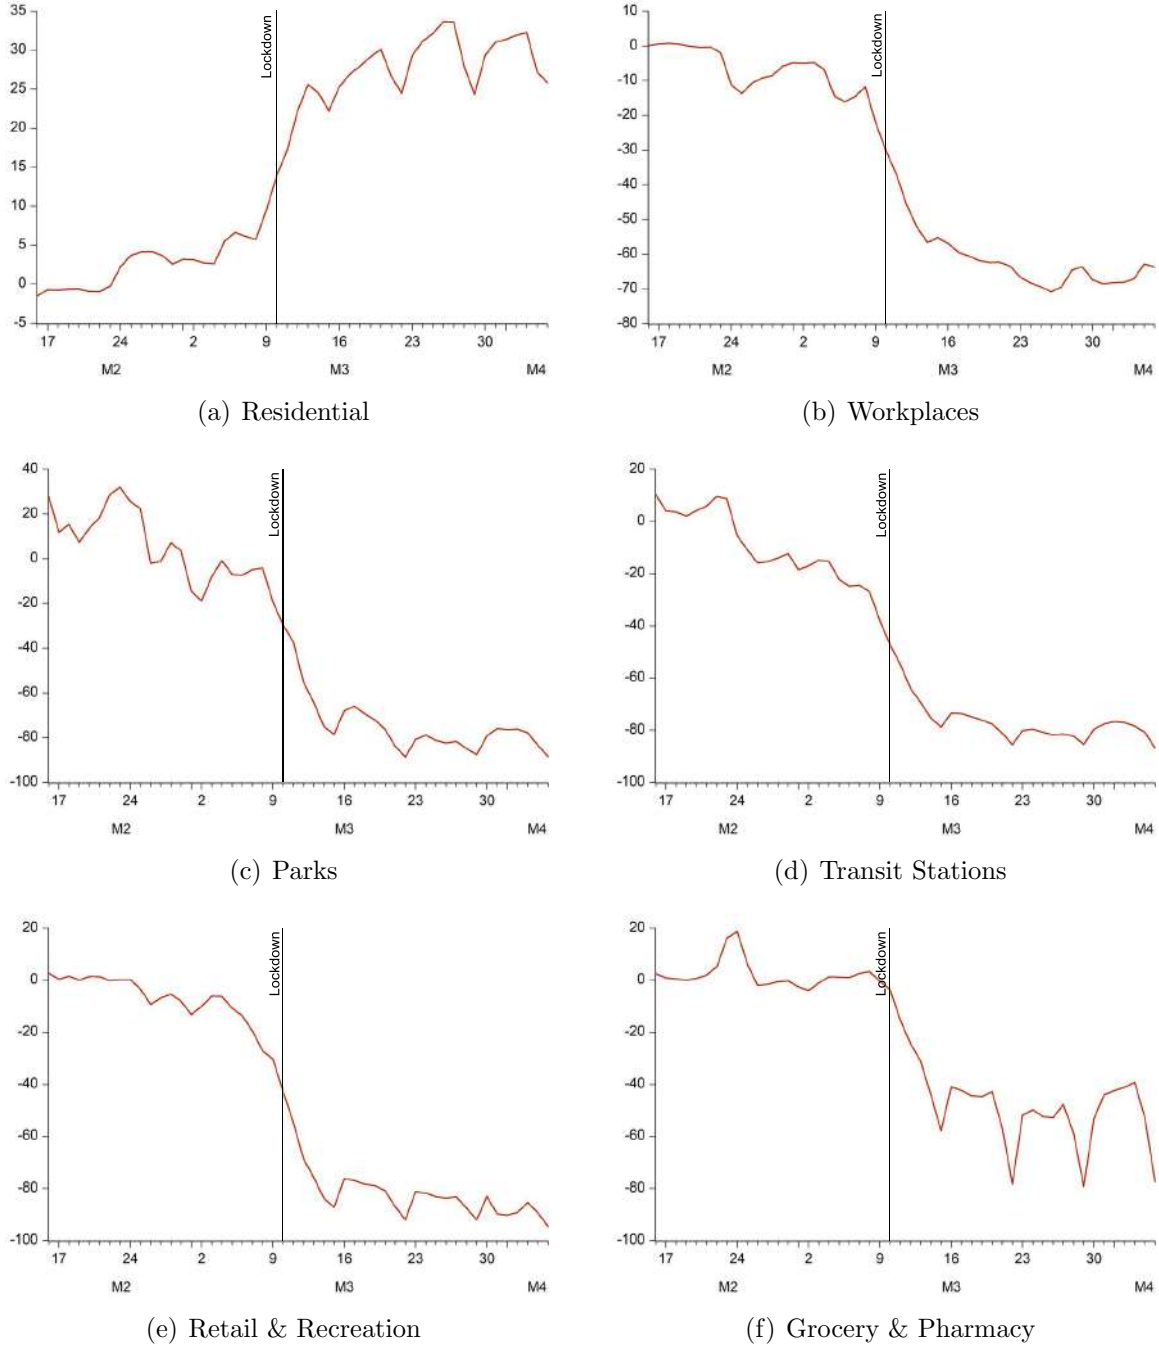 35
30
25
20
15
10
5
0
-5
Lockdown
17 24 2 9 16 23 30
M2 M3 M4
(a) Residential
10
0
-10
-20
-30
-40
-50
-60
-70
-80
Lockdown
17 24 2 9 16 23 30
M2 M3 M4
(b) Workplaces
40
20
0
-20
-40
-60
-80
-100
Lockdown
17 24 2 9 16 23 30
M2 M3 M4
(c) Parks
20
0
-20
-40
-60
-80
-100
Lockdown
17 24 2 9 16 23 30
M2 M3 M4
(d) Transit Stations
20
0
-20
-40
-60
-80
-100
Lockdown
17 24 2 9 16 23 30
M2 M3 M4
(e) Retail & Recreation
20
0
-20
-40
-60
-80
-100
Lockdown
17 24 2 9 16 23 30
M2 M3 M4
(f) Grocery & Pharmacy